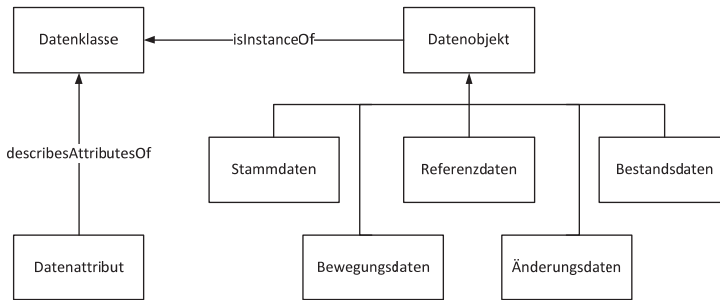 Datenklasse
isInstanceOf
Datenobjekt
describesAttributesOf
Stammdaten
Referenzdaten
Bestandsdaten
Datenattribut
Bewegungsdaten
Änderungsdaten